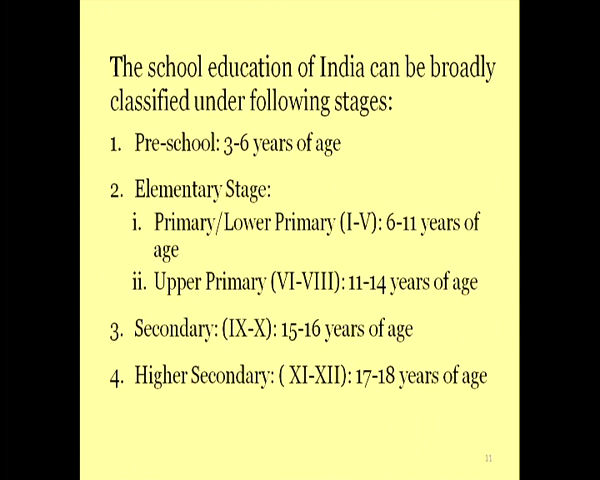 The school education of India can be broadly
classified under following stages:
1. Pre-school: 3-6 years of age
2. Elementary Stage:
i. Primary/Lower Primary (I-V): 6-11 years of
age
ii. Upper Primary (VI-VIII): 11-14 years of age
3. Secondary: (IX-X): 15-16 years of age
4. Higher Secondary: ( XI-XII): 17-18 years of age
11